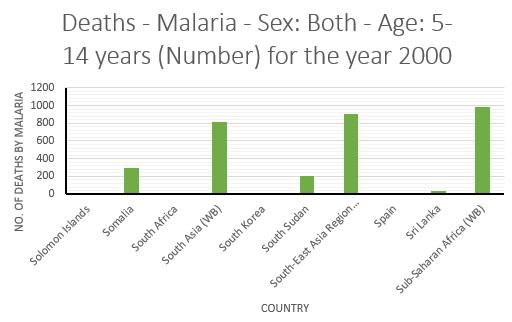 Deaths - Malaria - Sex: Both - Age: 5-
14 years (Number) for the year 2000
NO. OF DEATHS BY MALARIA
1200
1000
800
600
400
200
0
Solomon Islands
Somalia
South Africa
South Asia (WB)
South Korea
South Sudan
South-East Asia Region...
Spain
Sri Lanka
Sub-Saharan Africa (WB)
COUNTRY